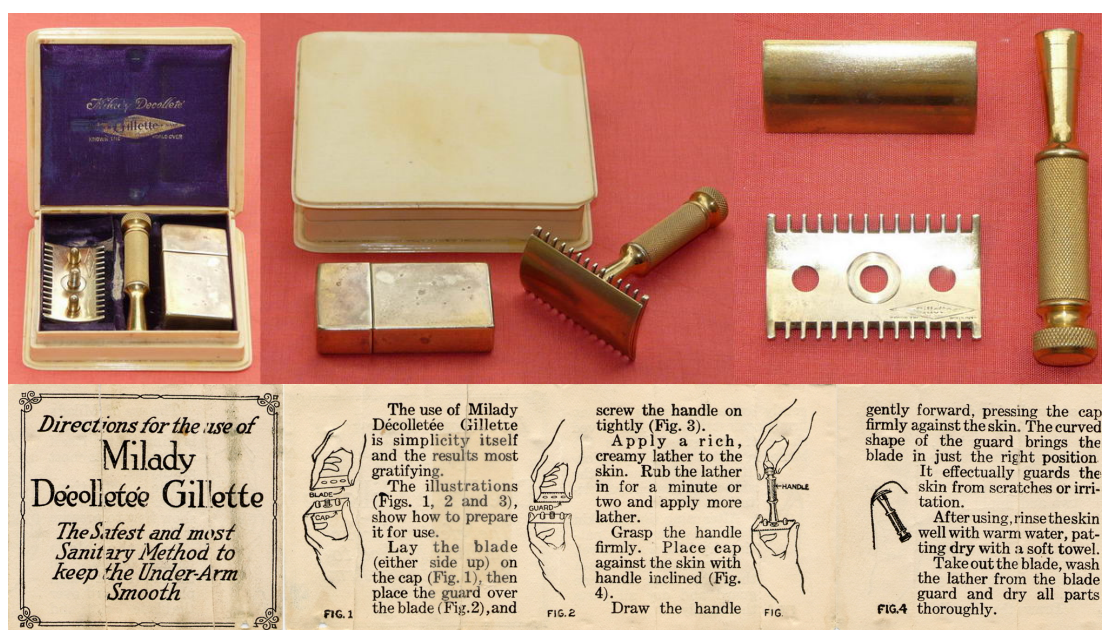 Milady Decolleté
Gillette
KNOWN THE WORLD OVER
Gillette
Directions for the use of
Milady
Décolletée Gillette
The Safest and most
Sanitary Method to
keep the Under-Arm
Smooth
BLADE
CAP
FIG. 1
The use of Milady
Décolletée Gillette
is simplicity itself
and the results most
gratifying.
The illustrations
(Figs. 1, 2 and 3),
show how to prepare
it for use.
Lay the blade
(either side up) on
the cap (Fig. 1), then
place the guard over
the blade (Fig. 2), and
GUARD
FIG. 2
screw the handle on
tightly (Fig. 3).
Apply a rich,
creamy lather to the
skin. Rub the lather
in for a minute or
two and apply more
lather.
Grasp the handle
firmly. Place cap
against the skin with
handle inclined (Fig.
4).
Draw the handle
HANDLE
FIG.
gently forward, pressing the cap
firmly against the skin. The curved
shape of the guard brings the
blade in just the right position
It effectually guards the
skin from scratches or irri-
tation.
After using, rinse the skin
well with warm water, pat-
ting dry with a soft towel.
Take out the blade, wash
the lather from the blade
guard and dry all parts
thoroughly.
FIG. 4